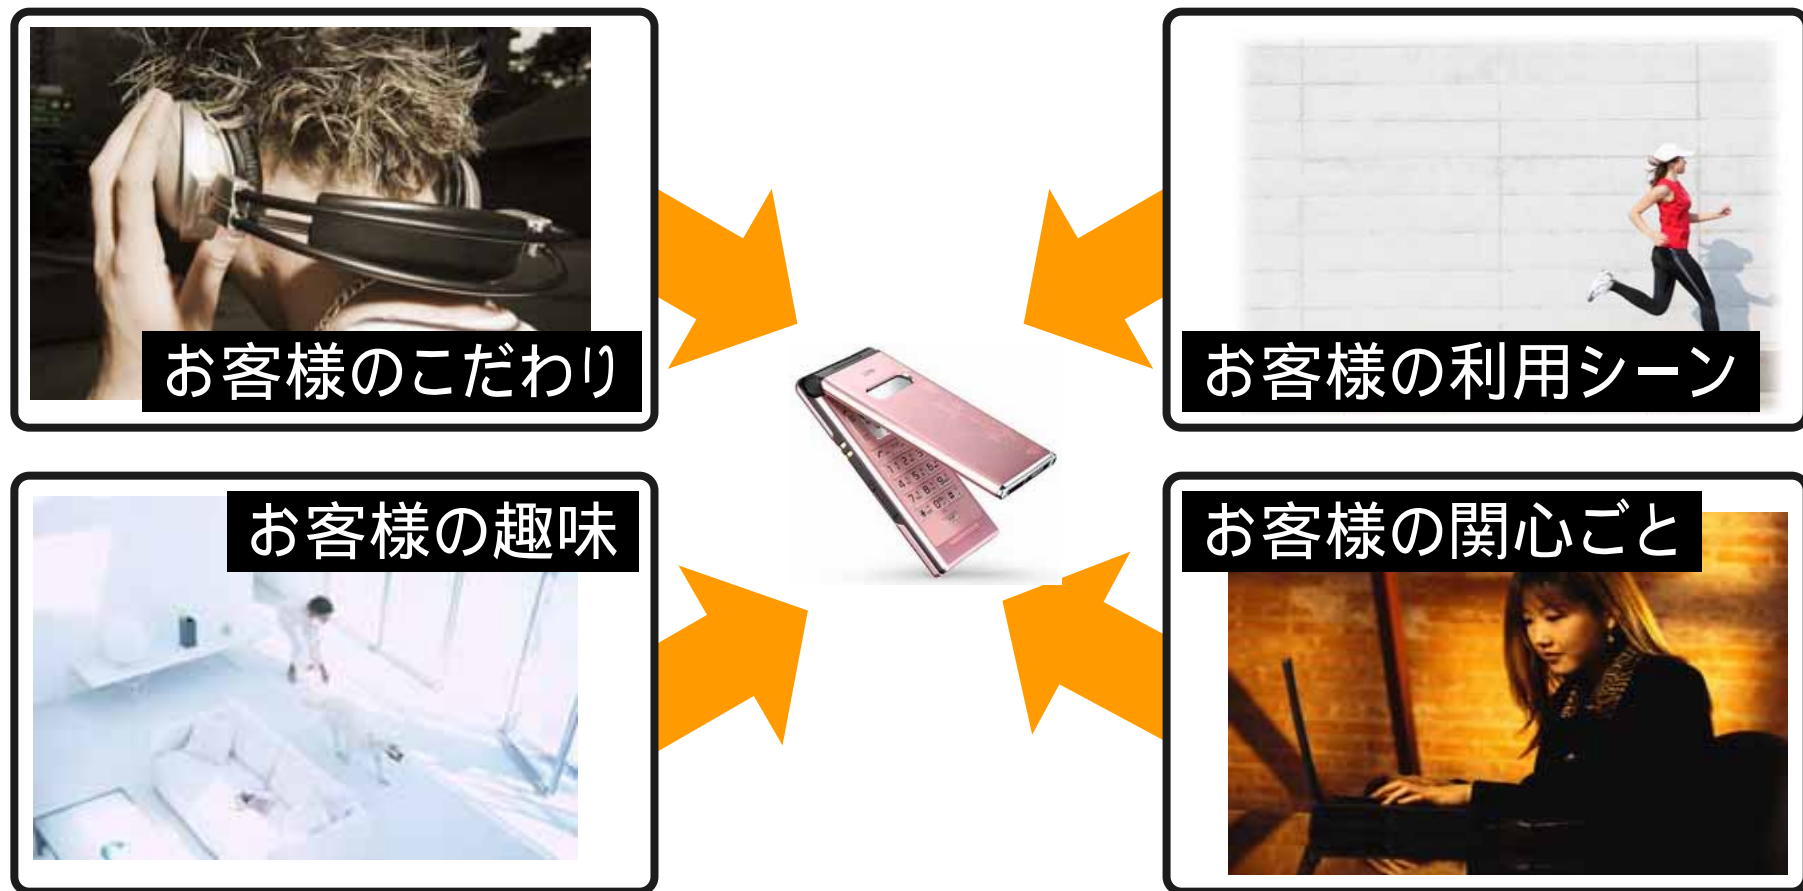 お客様のこだわり
お客様の利用シーン
お客様の趣味
お客様の関心ごと